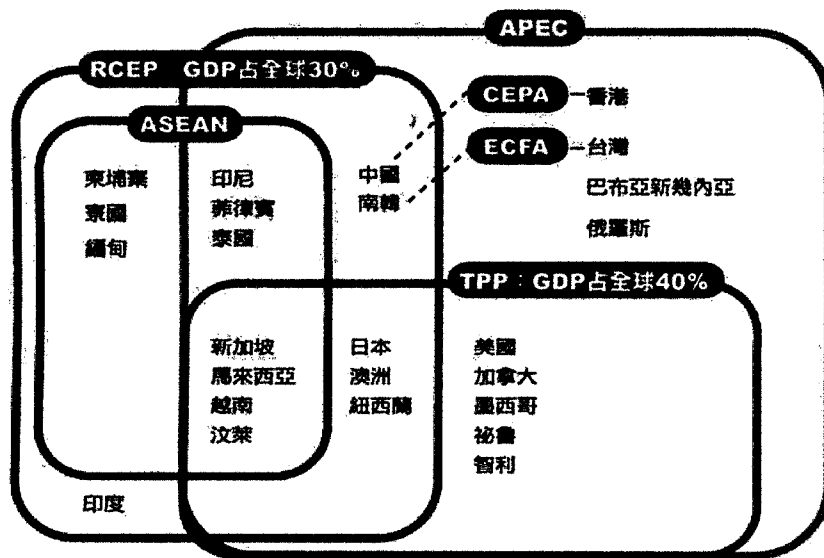 APEC
RCEP GDP占全球30%
CEPA
香港
ASEAN
ECFA
台灣
柬埔寨
寮國
緬甸
印尼
菲律賓
泰國
中國
南韓
巴布亞新幾內亞
俄羅斯
TPP：GDP占全球40%
新加坡
馬來西亞
越南
汶萊
日本
澳洲
紐西蘭
美國
加拿大
墨西哥
祕魯
智利
印度